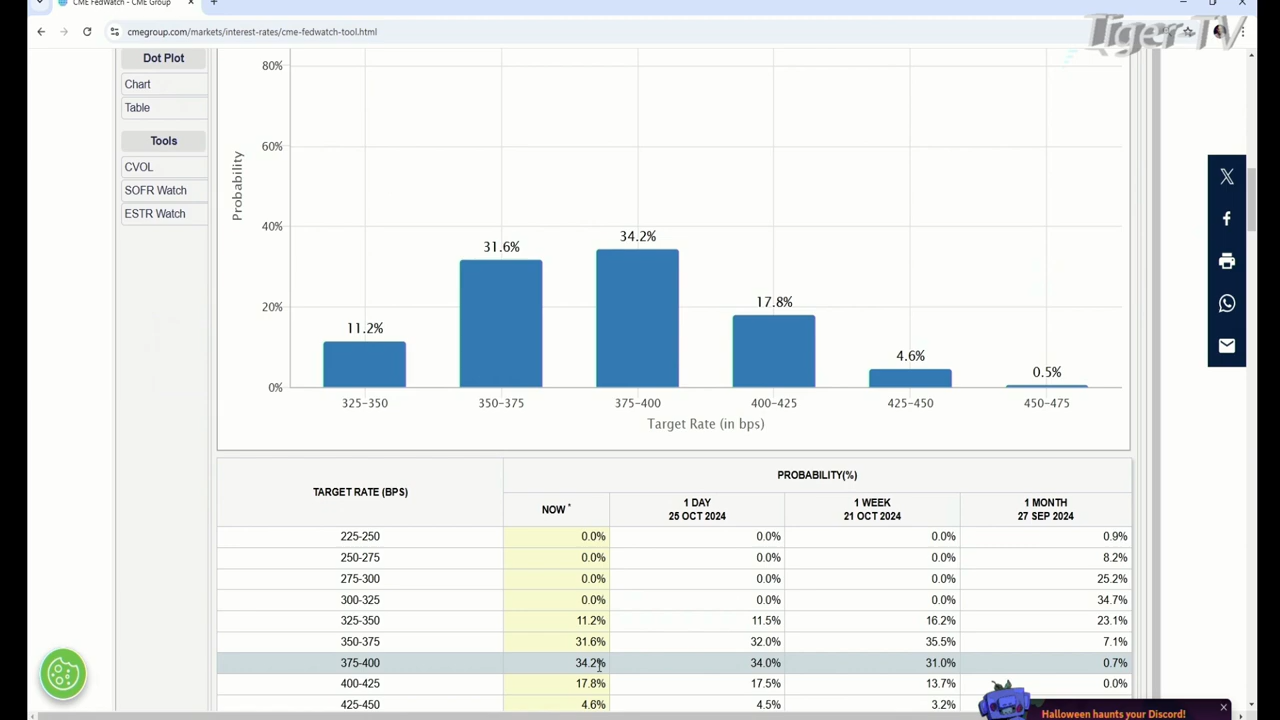 CME FedWatch - CME Group
cmegroup.com/markets/interest-rates/cme-fedwatch-tool.html
Tiger-TV
Dot Plot
Chart
Table
Tools
CVOL
SOFR Watch
ESTR Watch
80%
60%
40%
20%
0%
Probability
11.2%
31.6%
34.2%
17.8%
4.6%
0.5%
325-350
350-375
375-400
400-425
425-450
450-475
Target Rate (in bps)
TARGET RATE (BPS)
PROBABILITY(%)
NOW *
1 DAY
25 OCT 2024
1 WEEK
21 OCT 2024
1 MONTH
27 SEP 2024
225-250 0.0% 0.0% 0.0% 0.9%
250-275 0.0% 0.0% 0.0% 8.2%
275-300 0.0% 0.0% 0.0% 25.2%
300-325 0.0% 0.0% 0.0% 34.7%
325-350 11.2% 11.5% 16.2% 23.1%
350-375 31.6% 32.0% 35.5% 7.1%
375-400 34.2% 34.0% 31.0% 0.7%
400-425 17.8% 17.5% 13.7% 0.0%
425-450 4.6% 4.5% 3.2%
Halloween haunts your Discord!